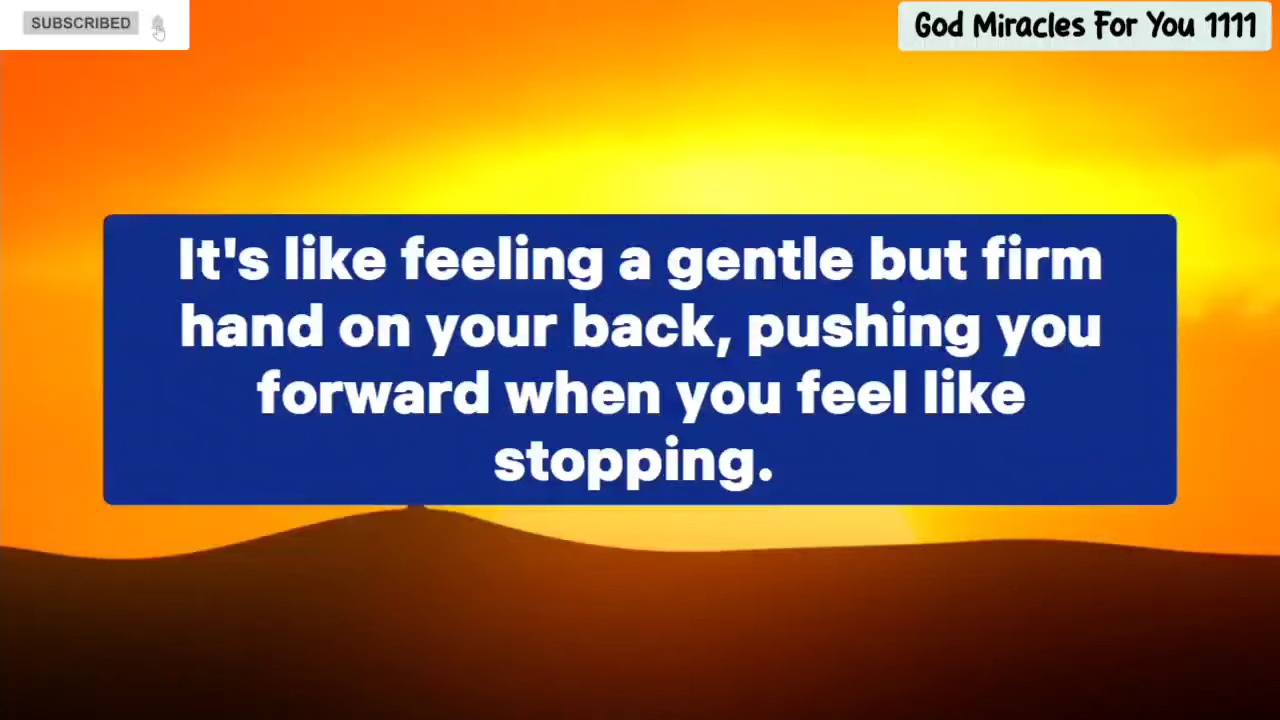 SUBSCRIBED
God Miracles For You 1111
It's like feeling a gentle but firm
hand on your back, pushing you
forward when you feel like
stopping.